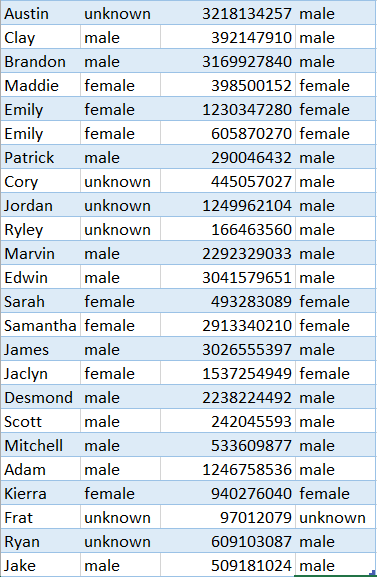 Austin unknown 3218134257 male
Clay male 392147910 male
Brandon male 3169927840 male
Maddie female 398500152 female
Emily female 1230347280 female
Emily female 605870270 female
Patrick male 290046432 male
Cory unknown 445057027 male
Jordan unknown 1249962104 male
Ryley unknown 166463560 male
Marvin male 2292329033 male
Edwin male 3041579651 male
Sarah female 493283089 female
Samantha female 2913340210 female
James male 3026555397 male
Jaclyn female 1537254949 female
Desmond male 2238224492 male
Scott male 242045593 male
Mitchell male 533609877 male
Adam male 1246758536 male
Kierra female 940276040 female
Frat unknown 97012079 unknown
Ryan unknown 609103087 male
Jake male 509181024 male